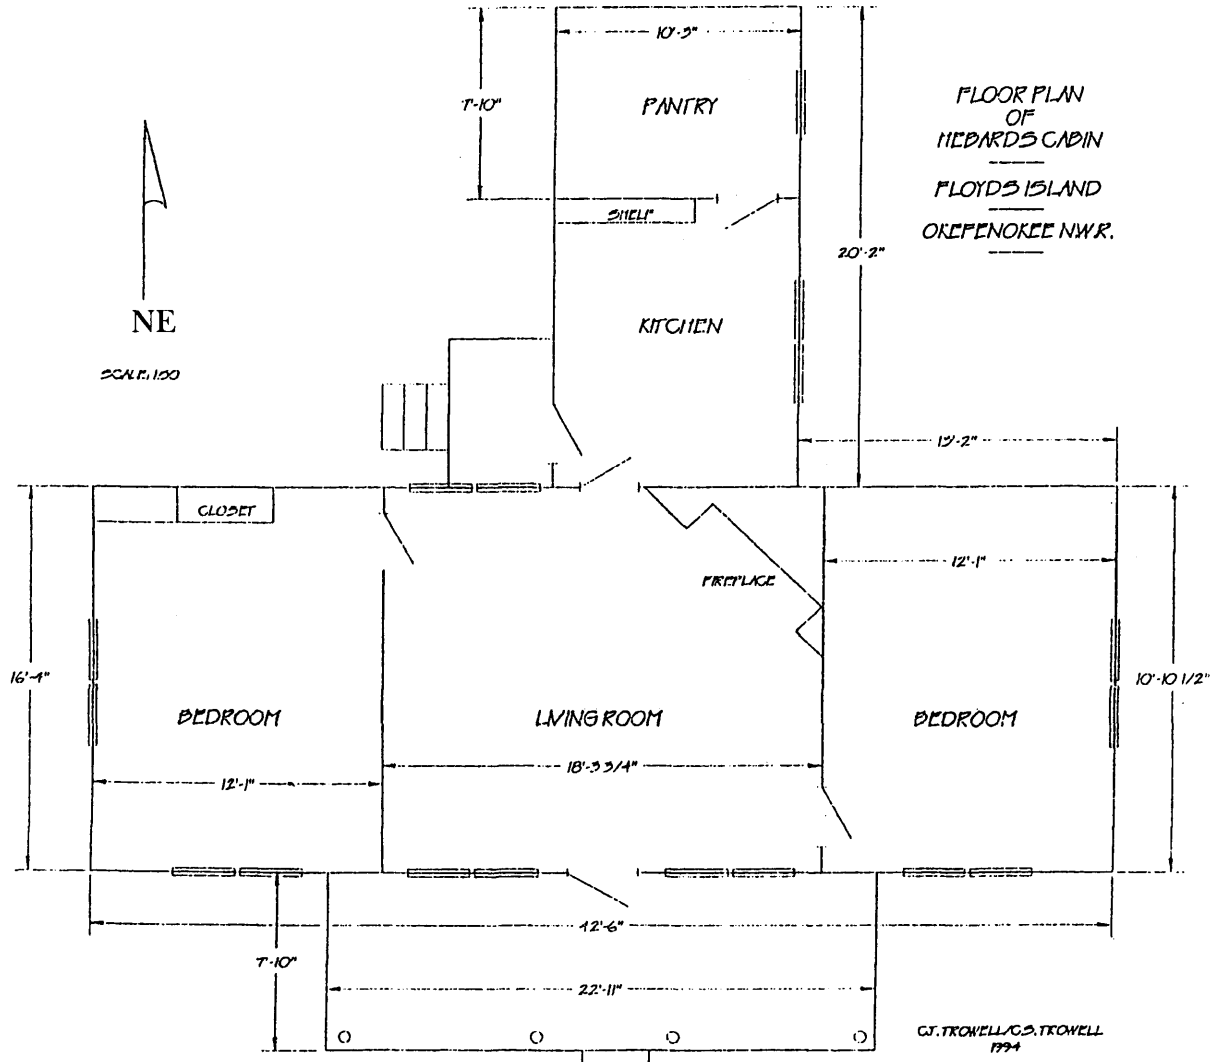 10'-3"
7'-10"
PANTRY
FLOOR PLAN
OF
HEBARDS CABIN
FLOYDS ISLAND
OKEFENOKEE N.W.R.
SHELF
20'-2"
NE
KITCHEN
SCALE: 1:50
13'-2"
CLOSET
12'-1"
FIREPLACE
16'-4"
10'-10 1/2"
BEDROOM
LIVING ROOM
BEDROOM
18'-3 3/4"
12'-1"
42'-6"
7'-10"
22'-11"
C.T. TROWELL/C.S. TROWELL
1994